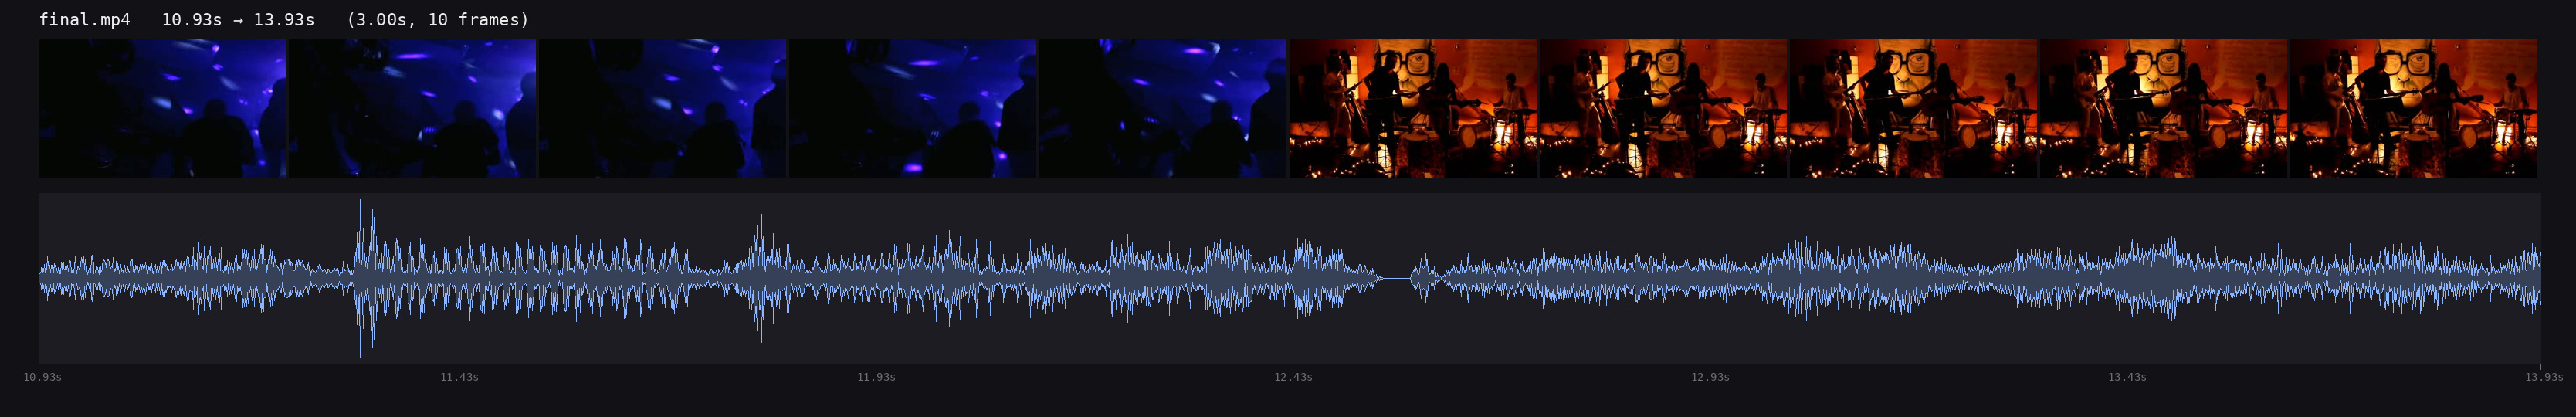 final.mp4   10.93s → 13.93s   (3.00s, 10 frames)
10.93s 11.43s 11.93s 12.43s 12.93s 13.43s 13.93s